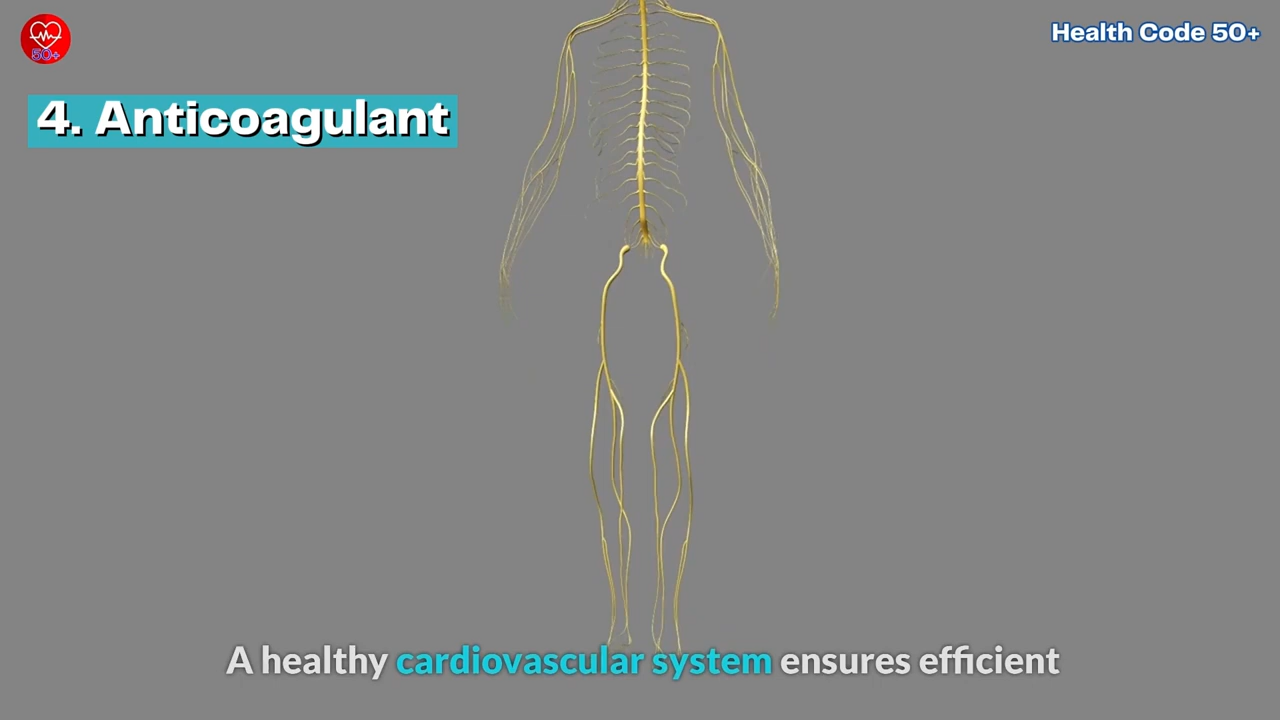 50+
Health Code 50+
4. Anticoagulant
A healthy cardiovascular system ensures efficient